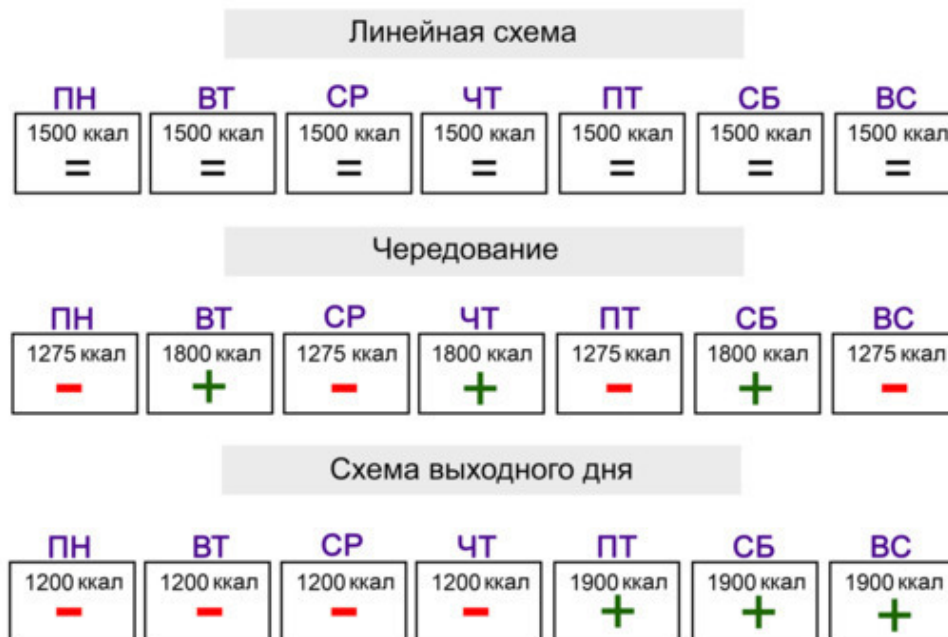 Линейная схема
ПН ВТ СР ЧТ ПТ СБ ВС
1500 ккал 1500 ккал 1500 ккал 1500 ккал 1500 ккал 1500 ккал 1500 ккал
= = = = = = =
Чередование
ПН ВТ СР ЧТ ПТ СБ ВС
1275 ккал 1800 ккал 1275 ккал 1800 ккал 1275 ккал 1800 ккал 1275 ккал
- + - + - + -
Схема выходного дня
ПН ВТ СР ЧТ ПТ СБ ВС
1200 ккал 1200 ккал 1200 ккал 1200 ккал 1900 ккал 1900 ккал 1900 ккал
- - - - + + +